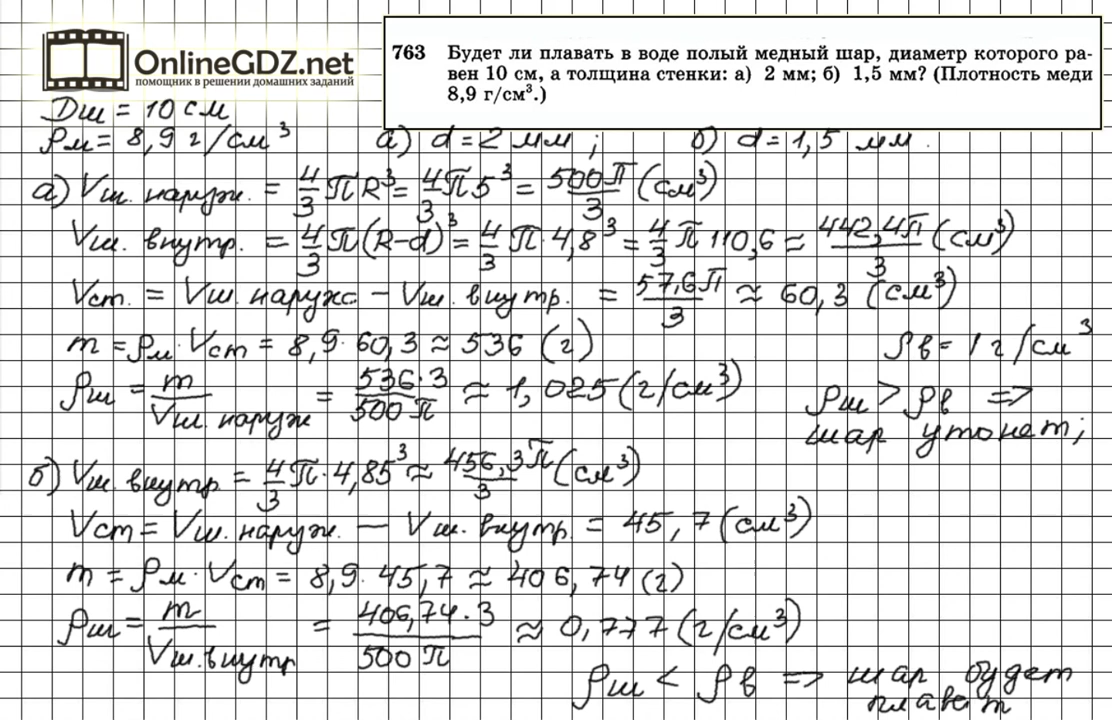 OnlineGDZ.net
помощник в решении домашних заданий
763 Будет ли плавать в воде полый медный шар, диаметр которого ра-
вен 10 см, а толщина стенки: а) 2 мм; б) 1,5 мм? (Плотность меди
8,9 г/см³.)
Dш = 10 см
ρм = 8,9 г/см³ а) d = 2 мм ; б) d = 1,5 мм .
а) Vш. наруж. = 4/3 πR³ = 4/3 π5³ = 500π/3 (см³)
Vш. внутр. = 4/3 π(R-d)³ = 4/3 π · 4,8³ = 4/3 π 110,6 ≈ 442,4π/3 (см³)
Vст. = Vш. наруж – Vш. внутр. = 57,6π/3 ≈ 60,3 (см³)
m = ρм · Vст = 8,9 · 60,3 ≈ 536 (г) ρв = 1 г/см³
ρш = m/Vш. наруж = 536·3/500π ≈ 1,025 (г/см³) ρш > ρв =>
шар утонет;
б) Vш. внутр = 4/3 π · 4,85³ ≈ 456,3π/3 (см³)
Vст = Vш. наруж. – Vш. внутр. = 45,7 (см³)
m = ρм · Vст = 8,9 · 45,7 ≈ 406,74 (г)
ρш = m/Vш. внутр = 406,74 · 3/500π ≈ 0,777 (г/см³)
ρш < ρв => шар будет
плавать